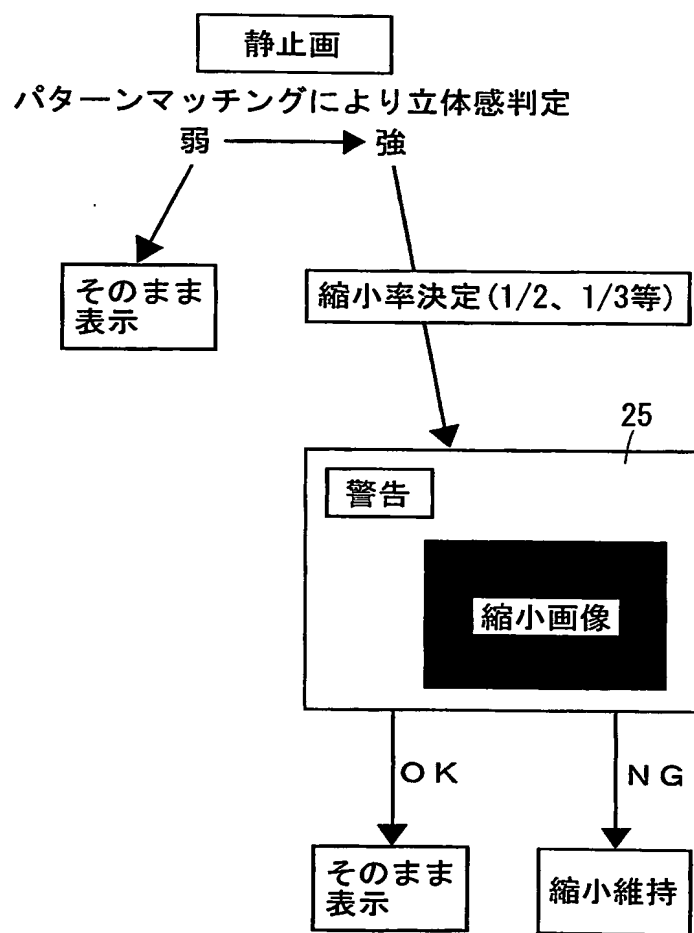 静止画
パターンマッチングにより立体感判定
弱
強
そのまま
表示
縮小率決定(1/2、1/3等)
25
警告
縮小画像
OK
NG
そのまま
表示
縮小維持